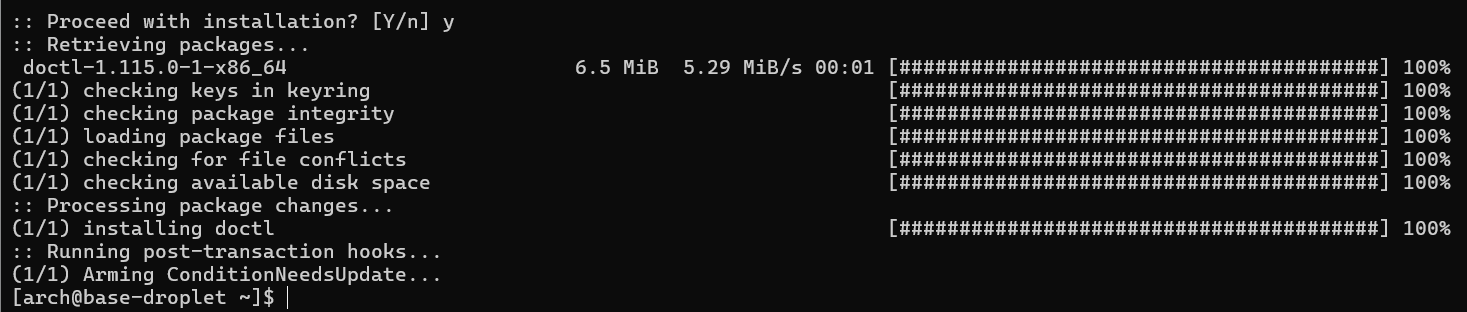 :: Proceed with installation? [Y/n] y
:: Retrieving packages...
 doctl-1.115.0-1-x86_64                        6.5 MiB  5.29 MiB/s 00:01 [########################################] 100%
(1/1) checking keys in keyring                                           [########################################] 100%
(1/1) checking package integrity                                         [########################################] 100%
(1/1) loading package files                                              [########################################] 100%
(1/1) checking for file conflicts                                        [########################################] 100%
(1/1) checking available disk space                                      [########################################] 100%
:: Processing package changes...
(1/1) installing doctl                                                   [########################################] 100%
:: Running post-transaction hooks...
(1/1) Arming ConditionNeedsUpdate...
[arch@base-droplet ~]$